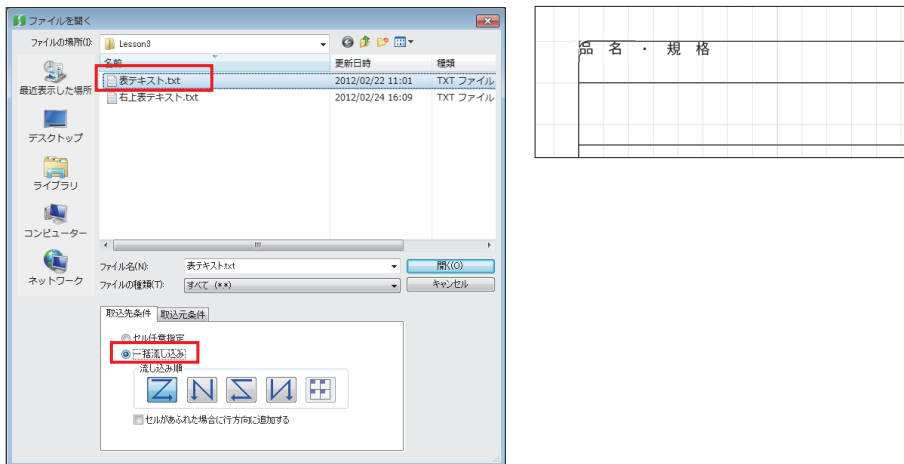 ファイルを開く
ファイルの場所(I):
Lesson3
名前
更新日時
種類
表テキスト.txt
2012/02/22 11:01
TXT ファイル
右上表テキスト.txt
2012/02/24 16:09
TXT ファイル
最近表示した場所
デスクトップ
ライブラリ
コンピューター
ネットワーク
ファイル名(N):
表テキスト.txt
開く(O)
ファイルの種類(T):
すべて (**)
キャンセル
取込先条件
取込元条件
セル任意指定
一括流し込み
流し込み順
セルがあふれた場合に行方向に追加する
品 名 ・ 規 格